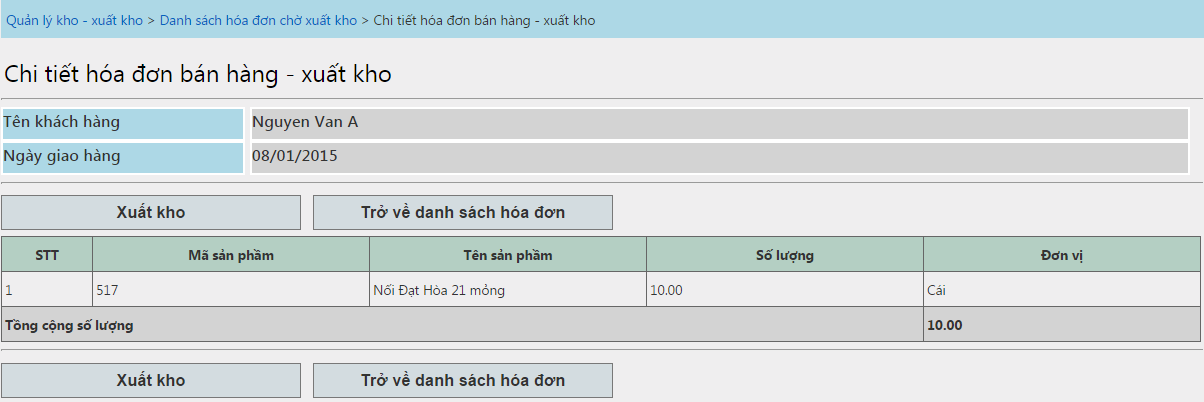 Quản lý kho - xuất kho > Danh sách hóa đơn chờ xuất kho > Chi tiết hóa đơn bán hàng - xuất kho
Chi tiết hóa đơn bán hàng - xuất kho
Tên khách hàng Nguyen Van A
Ngày giao hàng 08/01/2015
Xuất kho Trở về danh sách hóa đơn
STT Mã sản phầm Tên sản phầm Số lượng Đơn vị
1 517 Nối Đạt Hòa 21 mỏng 10.00 Cái
Tồng cộng số lượng 10.00
Xuất kho Trở về danh sách hóa đơn